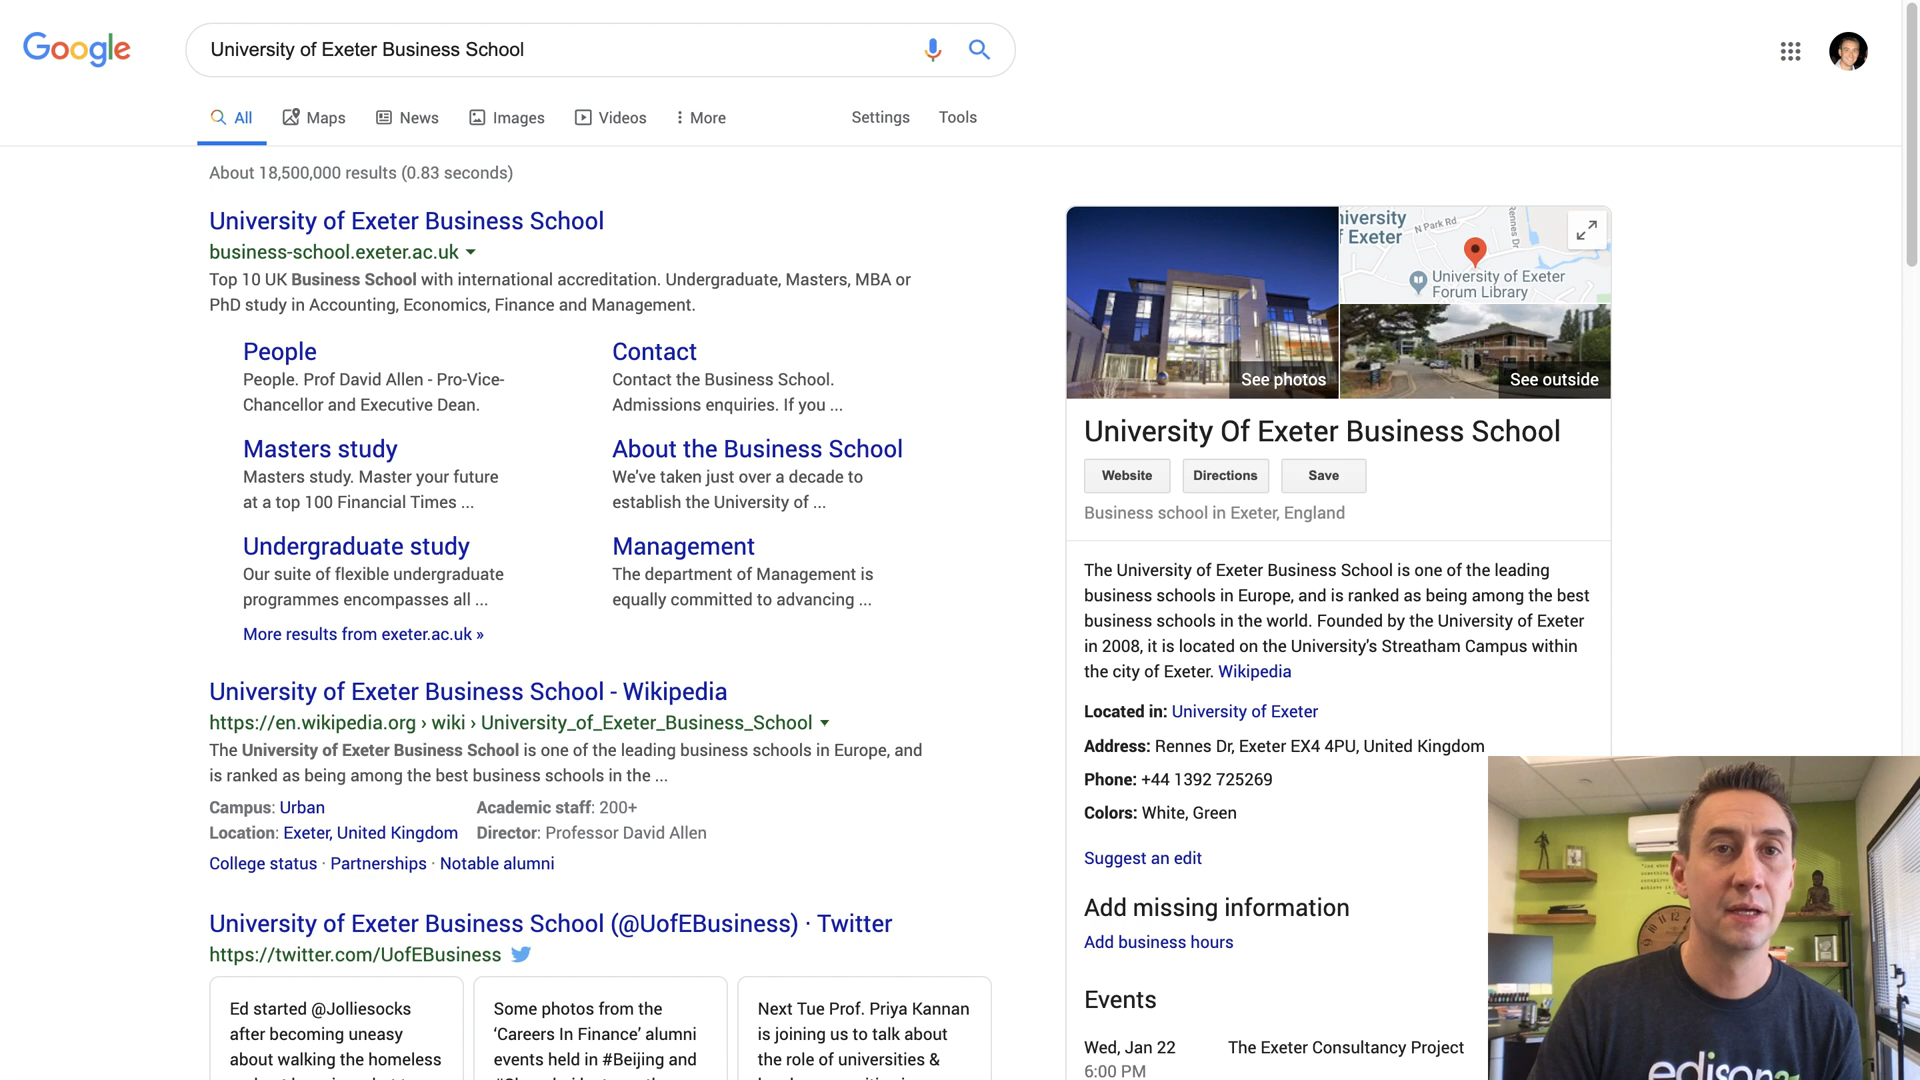 Google
University of Exeter Business School
All
Maps
News
Images
Videos
More
Settings
Tools
About 18,500,000 results (0.83 seconds)
University of Exeter Business School
business-school.exeter.ac.uk
Top 10 UK Business School with international accreditation. Undergraduate, Masters, MBA or
PhD study in Accounting, Economics, Finance and Management.
People
People. Prof David Allen - Pro-Vice-
Chancellor and Executive Dean.
Contact
Contact the Business School.
Admissions enquiries. If you ...
Masters study
Masters study. Master your future
at a top 100 Financial Times ...
About the Business School
We've taken just over a decade to
establish the University of ...
Undergraduate study
Our suite of flexible undergraduate
programmes encompasses all ...
Management
The department of Management is
equally committed to advancing ...
More results from exeter.ac.uk »
University of Exeter Business School - Wikipedia
https://en.wikipedia.org › wiki › University_of_Exeter_Business_School
The University of Exeter Business School is one of the leading business schools in Europe, and
is ranked as being among the best business schools in the ...
Campus: Urban
Academic staff: 200+
Location: Exeter, United Kingdom
Director: Professor David Allen
College status · Partnerships · Notable alumni
University of Exeter Business School (@UofEBusiness) · Twitter
https://twitter.com/UofEBusiness
Ed started @Jolliesocks
after becoming uneasy
about walking the homeless
Some photos from the
‘Careers In Finance’ alumni
events held in #Beijing and
Next Tue Prof. Priya Kannan
is joining us to talk about
the role of universities &
niversity
f Exeter
N Park Rd
Rennes Dr
University of Exeter
Forum Library
See photos
See outside
University Of Exeter Business School
Website
Directions
Save
Business school in Exeter, England
The University of Exeter Business School is one of the leading
business schools in Europe, and is ranked as being among the best
business schools in the world. Founded by the University of Exeter
in 2008, it is located on the University's Streatham Campus within
the city of Exeter. Wikipedia
Located in: University of Exeter
Address: Rennes Dr, Exeter EX4 4PU, United Kingdom
Phone: +44 1392 725269
Colors: White, Green
Suggest an edit
Add missing information
Add business hours
Events
Wed, Jan 22
The Exeter Consultancy Project
6:00 PM